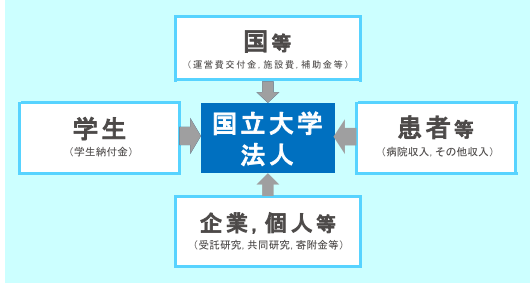 国等
（運営費交付金,施設費,補助金等）
学生
（学生納付金）
国立大学
法人
患者等
（病院収入,その他収入）
企業,個人等
（受託研究,共同研究,寄附金等）